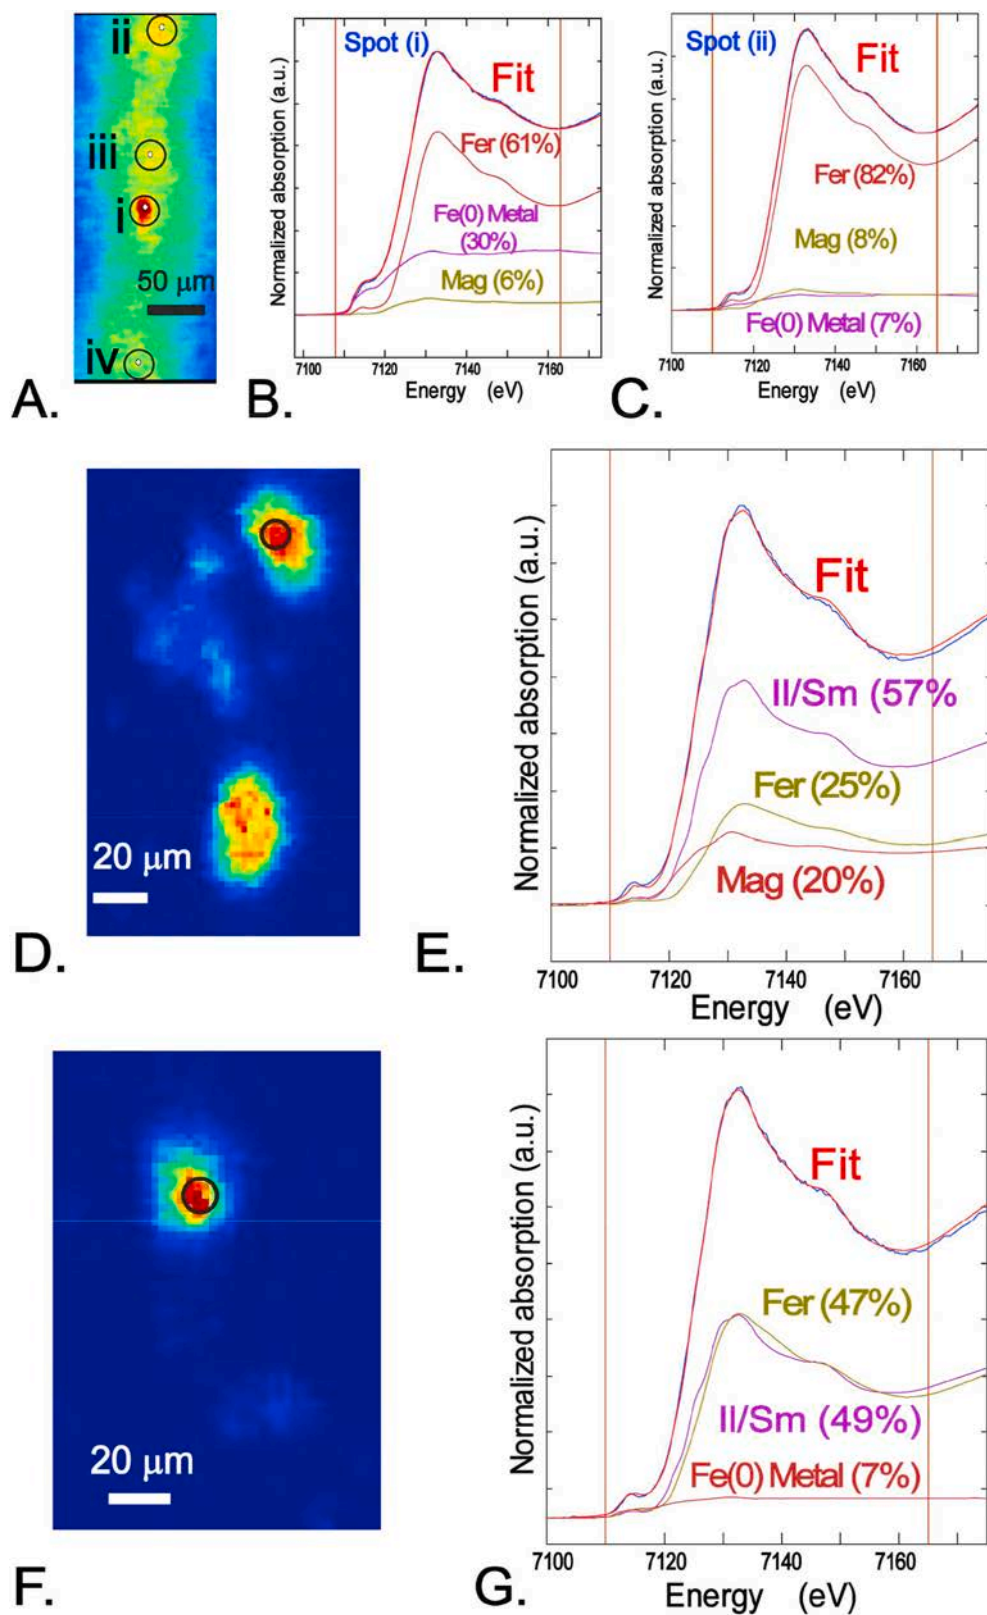 ii
iii
i
50 μm
iv
A.
Normalized absorption (a.u.)
Spot (i)
Fit
Fer (61%)
Fe(0) Metal
(30%)
Mag (6%)
7100 7120 7140 7160
Energy (eV)
B.
Normalized absorption (a.u.)
Spot (ii)
Fit
Fer (82%)
Mag (8%)
Fe(0) Metal (7%)
7100 7120 7140 7160
Energy (eV)
C.
20 μm
D.
Normalized absorption (a.u.)
Fit
Il/Sm (57%
Fer (25%)
Mag (20%)
7100 7120 7140 7160
Energy (eV)
E.
20 μm
F.
Normalized absorption (a.u.)
Fit
Fer (47%)
Il/Sm (49%)
Fe(0) Metal (7%)
7100 7120 7140 7160
Energy (eV)
G.